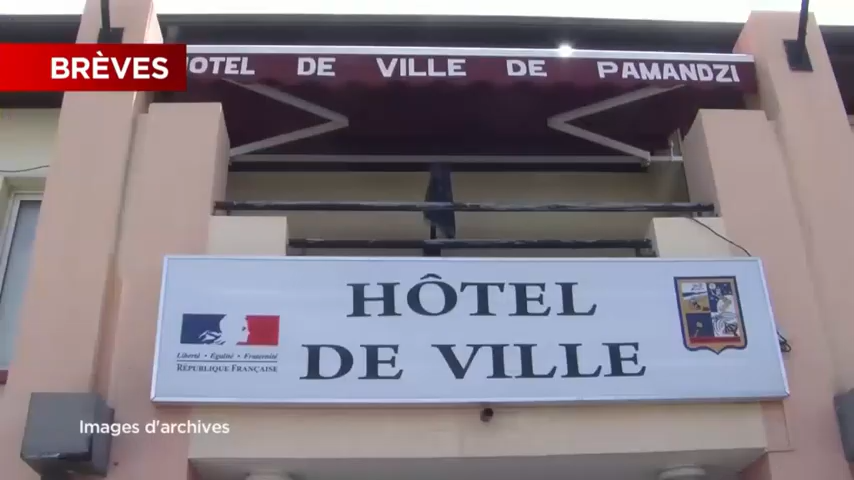 BRÈVES
HOTEL DE VILLE DE PAMANDZI
HÔTEL
DE VILLE
Liberté • Égalité • Fraternité
RÉPUBLIQUE FRANÇAISE
Images d'archives